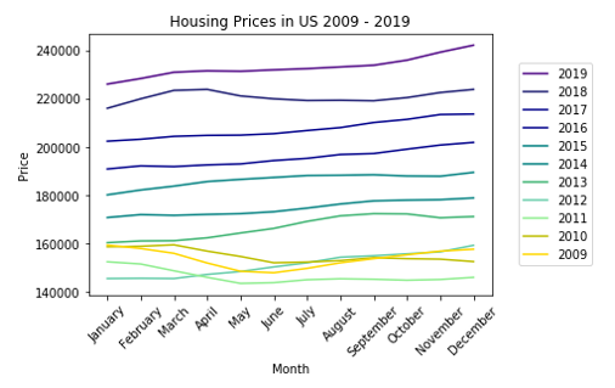 Housing Prices in US 2009 - 2019
240000
220000
200000
180000
160000
140000
Price
January
February
March
April
May
June
July
August
September
October
November
December
Month
2019
2018
2017
2016
2015
2014
2013
2012
2011
2010
2009